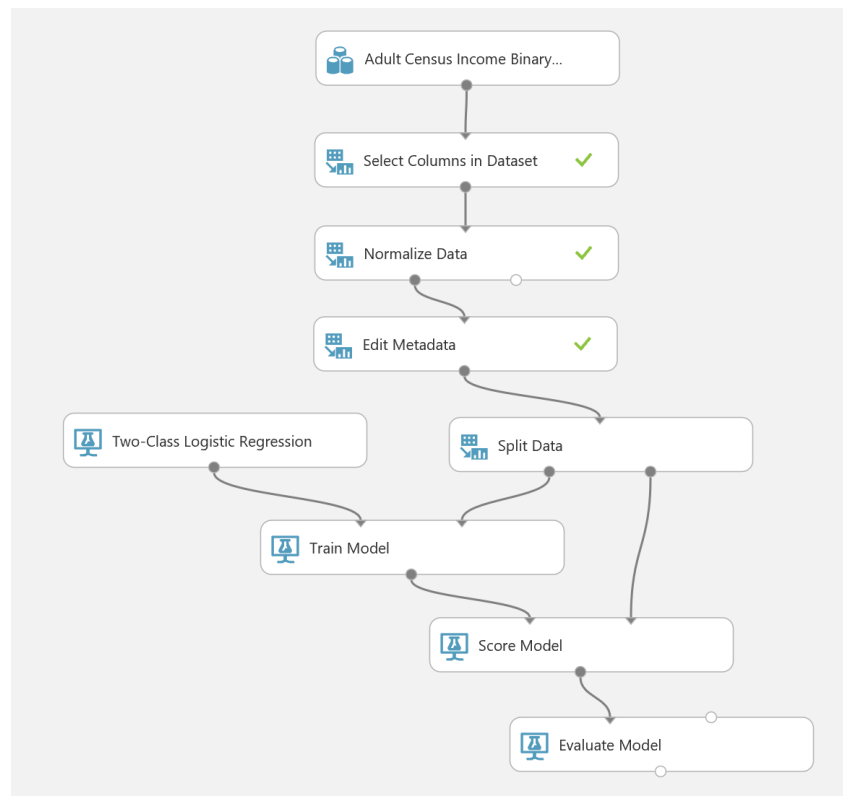 Adult Census Income Binary...
Select Columns in Dataset
Normalize Data
Edit Metadata
Two-Class Logistic Regression
Split Data
Train Model
Score Model
Evaluate Model